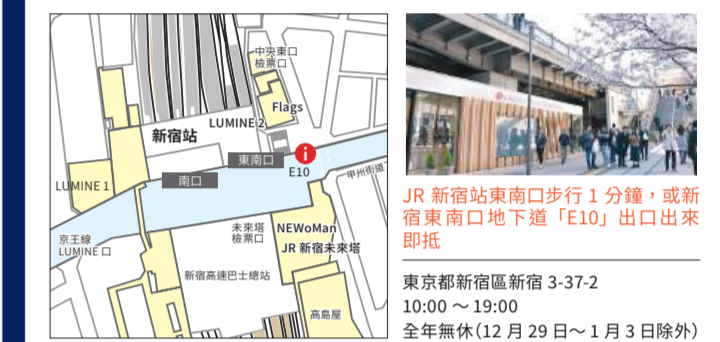 中央東口
檢票口
Flags
LUMINE 2
新宿站
東南口
E10
甲州街道
南口
LUMINE 1
京王線
LUMINE 口
未來塔
檢票口
NEWoMan
JR 新宿未來塔
新宿高速巴士總站
高島屋
JR 新宿站東南口步行 1 分鐘，或新
宿東南口地下道「E10」出口出來
即抵
東京都新宿區新宿 3-37-2
10:00 ～ 19:00
全年無休（12 月 29 日～ 1 月 3 日除外）